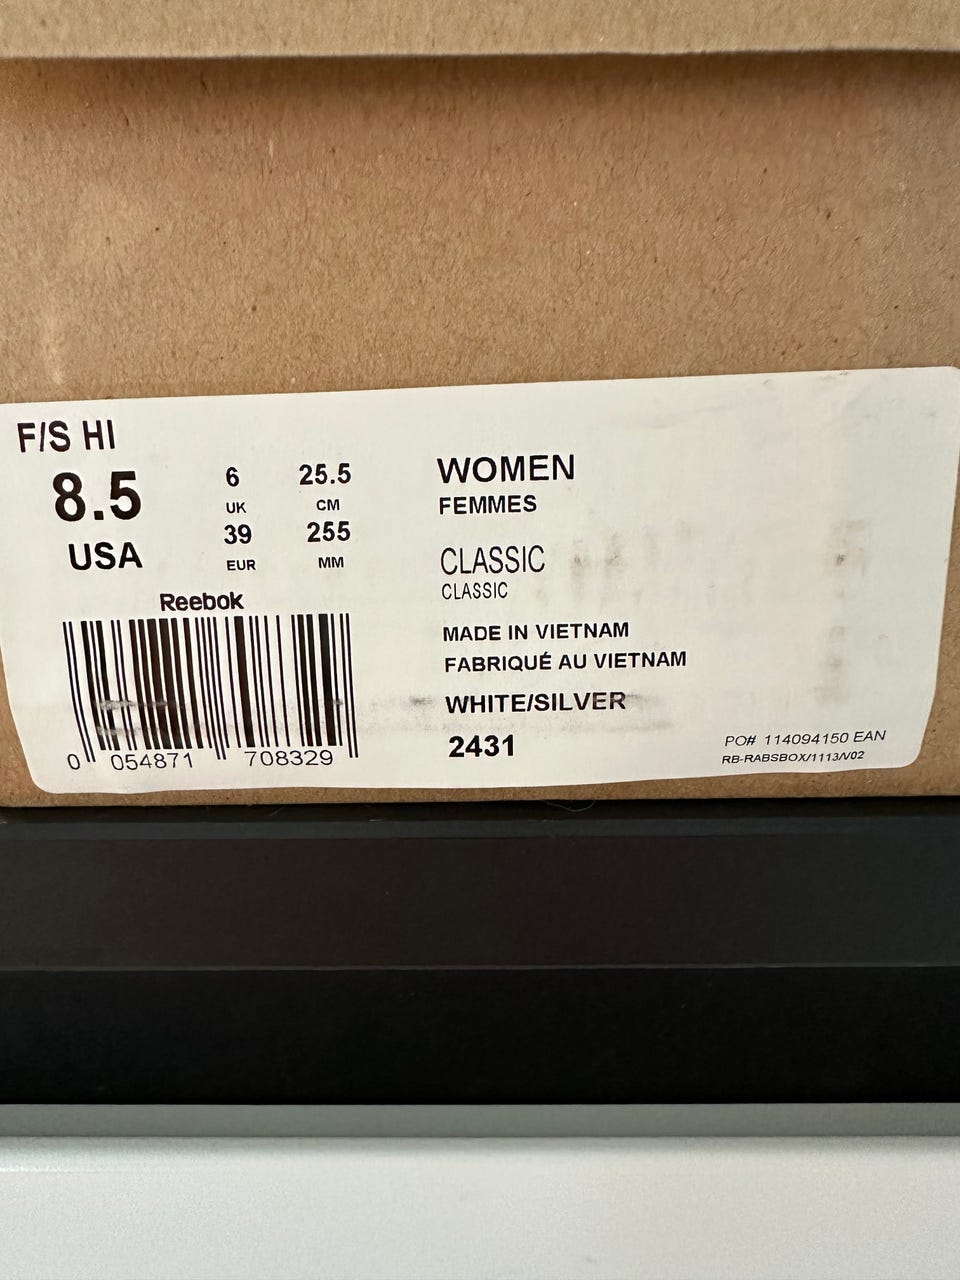 F/S HI
8.5
USA
6
UK
39
EUR
25.5
CM
255
MM
Reebok
0 054871 708329
WOMEN
FEMMES
CLASSIC
CLASSIC
MADE IN VIETNAM
FABRIQUÉ AU VIETNAM
WHITE/SILVER
2431
PO# 114094150 EAN
RB-RABSBOX/1113/V02